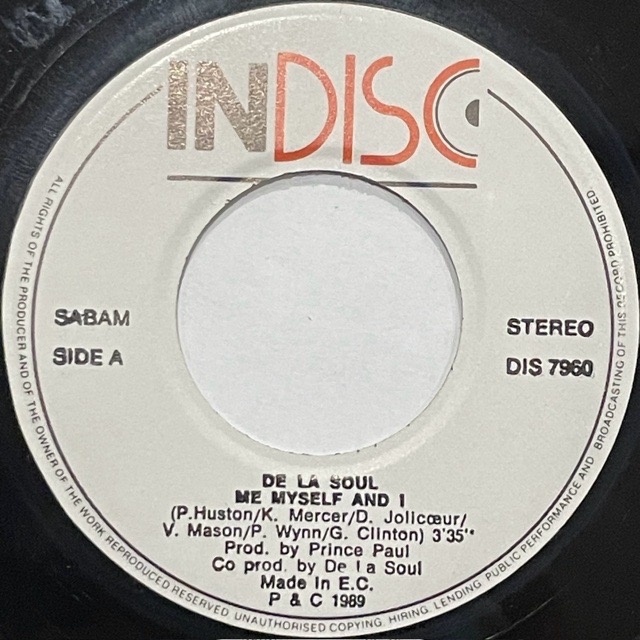 INDISC
SABAM
SIDE A
STEREO
DIS 7960
DE LA SOUL
ME MYSELF AND I
(P.Huston/K. Mercer/D. Jolicœur/
V. Mason/P. Wynn/G. Clinton) 3'35"
Prod. by Prince Paul
Co prod. by De La Soul
Made in E.C.
P & C 1989
ALL RIGHTS OF THE PRODUCER AND OF THE OWNER OF THE WORK REPRODUCED RESERVED UNAUTHORISED COPYING. HIRING. LENDING PUBLIC PERFORMANCE AND BROADCASTING OF THIS RECORD PROHIBITED.